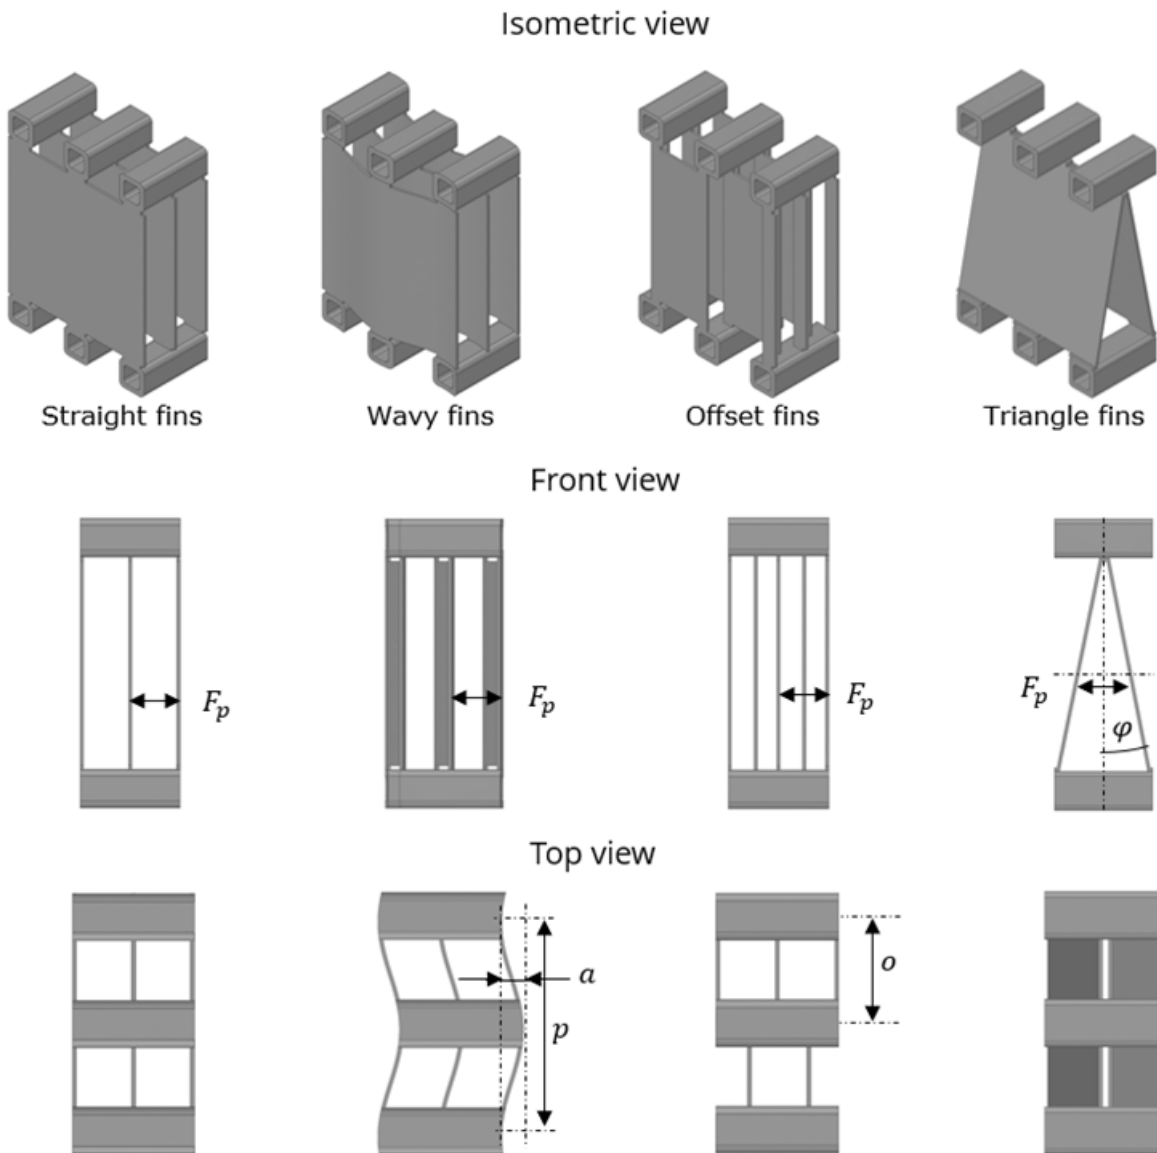 Isometric view
Straight fins
Wavy fins
Offset fins
Triangle fins
Front view
F_p
F_p
F_p
F_p
φ
Top view
a
p
o